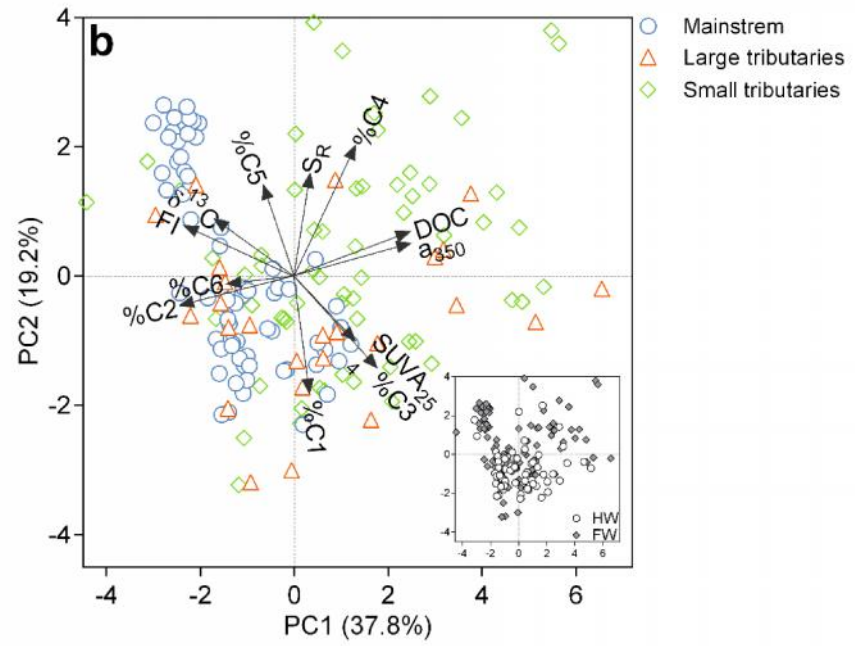 b
Mainstrem
Large tributaries
Small tributaries
4
2
0
-2
-4
PC2 (19.2%)
%C4
S_R
%C5
δ13C
FI
DOC
a350
%C6
%C2
SUVA254
%C3
%C1
4
2
0
-2
-4
HW
FW
-4 -2 0 2 4 6
-4 -2 0 2 4 6
PC1 (37.8%)